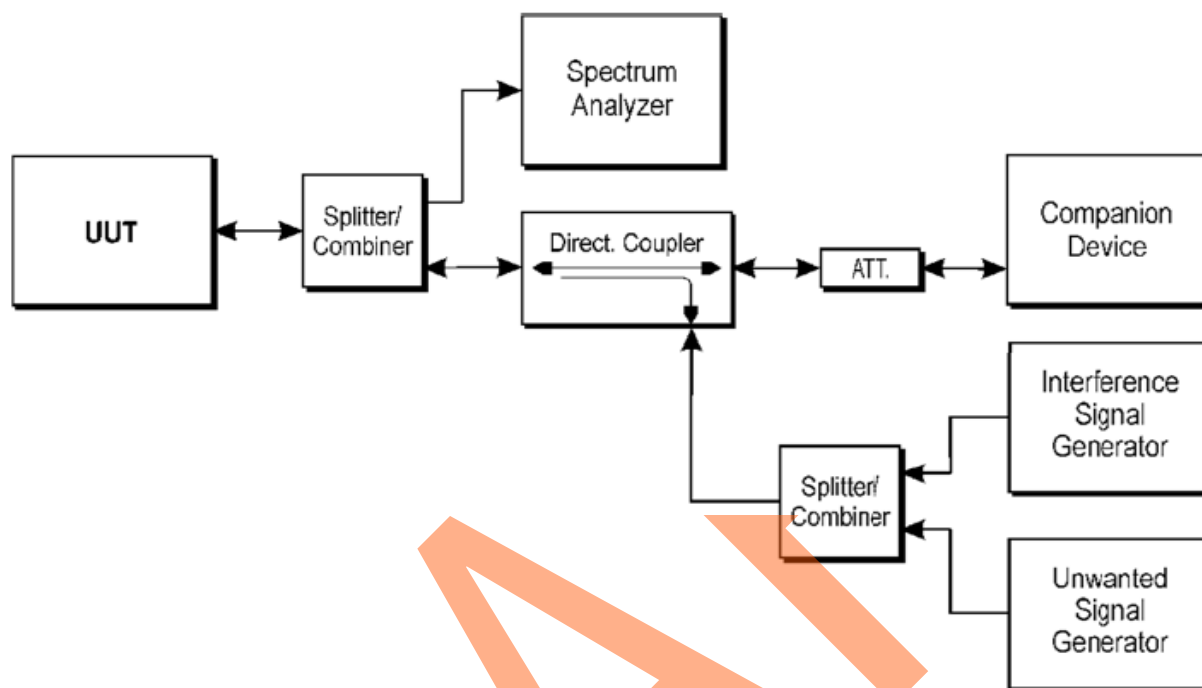 Spectrum
Analyzer
UUT
Splitter/
Combiner
Direct. Coupler
ATT.
Companion
Device
Interference
Signal
Generator
Splitter/
Combiner
Unwanted
Signal
Generator